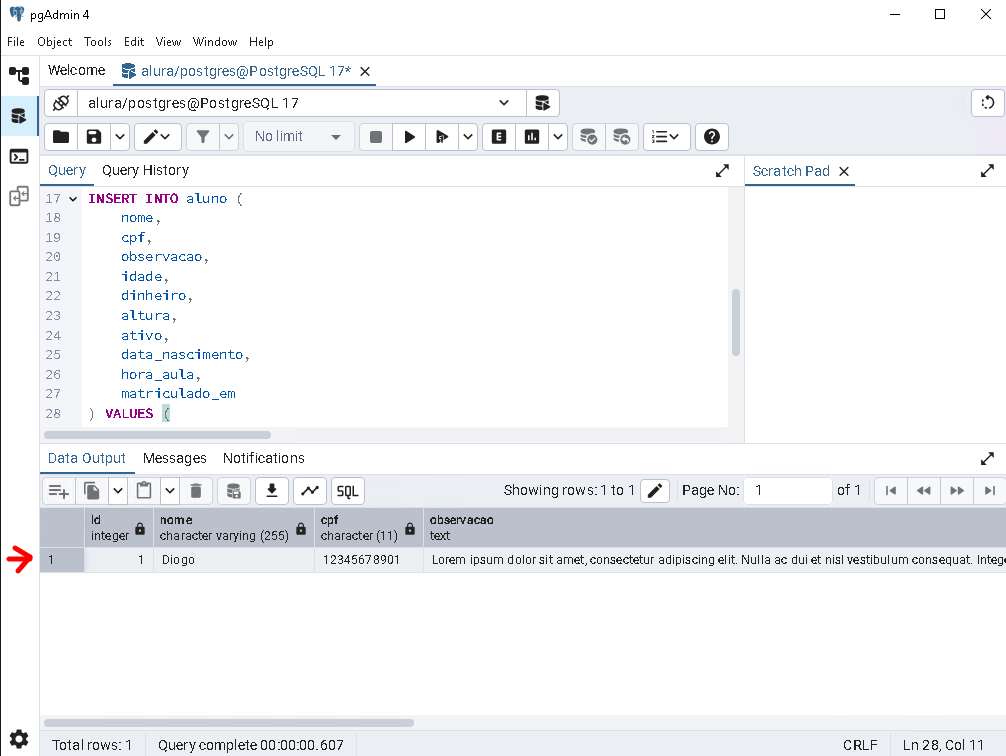 pgAdmin 4
File Object Tools Edit View Window Help
Welcome alura/postgres@PostgreSQL 17*
alura/postgres@PostgreSQL 17
No limit
E
Query Query History Scratch Pad
17 INSERT INTO aluno (
18 nome,
19 cpf,
20 observacao,
21 idade,
22 dinheiro,
23 altura,
24 ativo,
25 data_nascimento,
26 hora_aula,
27 matriculado_em
28 ) VALUES (
Data Output Messages Notifications
SQL Showing rows: 1 to 1 Page No: 1 of 1
id nome cpf observacao
integer character varying (255) character (11) text
1 1 Diogo 12345678901 Lorem ipsum dolor sit amet, consectetur adipiscing elit. Nulla ac dui et nisl vestibulum consequat. Intege
Total rows: 1 Query complete 00:00:00.607 CRLF Ln 28, Col 11